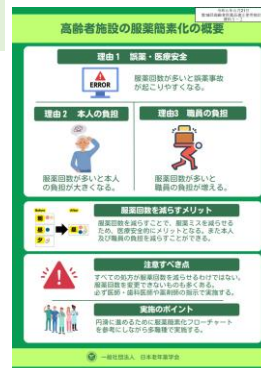 高齢者施設の服薬簡素化の概要
理由1 誤薬・医療安全
ERROR
服薬回数が多いと誤薬事故
が起こりやすくなる。
理由2 本人の負担
理由3 職員の負担
服薬回数が多いと本人
の負担が大きくなる。
服薬回数が多いと
職員の負担が増える。
服薬回数を減らすメリット
服薬回数を減らすことで、服薬ミスを減らせる
ため、医療安全的にメリットとなる。また本人
及び職員の負担を減らすことができる。
注意すべき点
すべての処方が服薬回数を減らせるわけではない。
服薬回数を変更できないものも多くある。
必ず医師・歯科医師や薬剤師の指示で実施する。
実施のポイント
円滑に進めるために服薬簡素化フローチャート
を参考にしながら多職種で実施する。
一般社団法人 日本老年薬学会